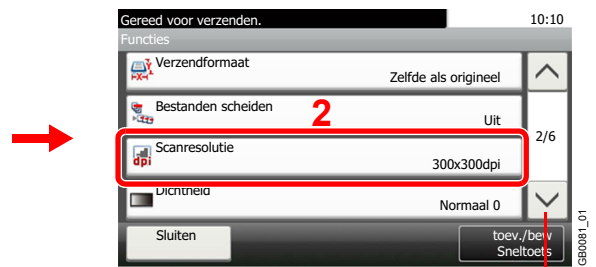 Gereed voor verzenden.
10:10
Functies
Verzendformaat
Zelfde als origineel
Bestanden scheiden
Uit
2
2/6
Scanresolutie
dpi
300x300dpi
Dichtheid
Normaal 0
Sluiten
toev./bew
Sneltoets
GB0081_01